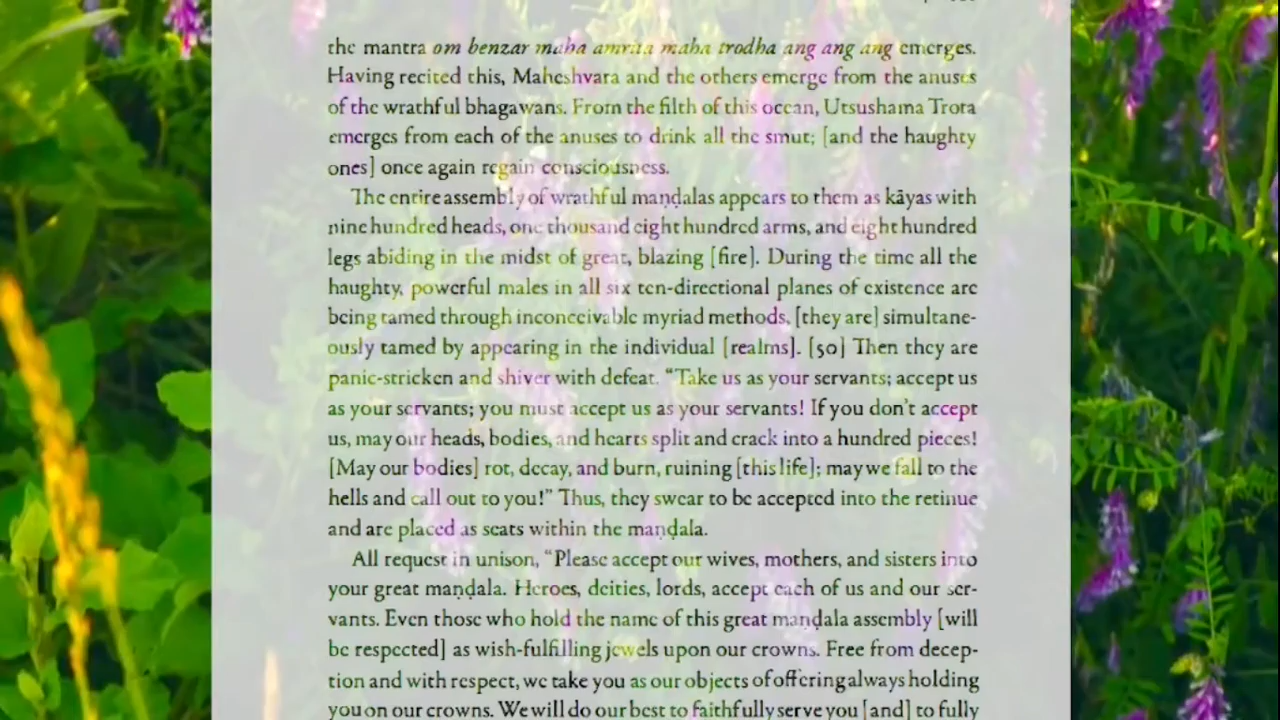 the mantra om benzar maha amrita maha trodha ang ang ang emerges.
Having recited this, Maheshvara and the others emerge from the anuses
of the wrathful bhagawans. From the filth of this ocean, Utsushama Trota
emerges from each of the anuses to drink all the smut; [and the haughty
ones] once again regain consciousness.
The entire assembly of wrathful maṇḍalas appears to them as kāyas with
nine hundred heads, one thousand eight hundred arms, and eight hundred
legs abiding in the midst of great, blazing [fire]. During the time all the
haughty, powerful males in all six ten-directional planes of existence are
being tamed through inconceivable myriad methods, [they are] simultane-
ously tamed by appearing in the individual [realms]. [50] Then they are
panic-stricken and shiver with defeat. “Take us as your servants; accept us
as your servants; you must accept us as your servants! If you don’t accept
us, may our heads, bodies, and hearts split and crack into a hundred pieces!
[May our bodies] rot, decay, and burn, ruining [this life]; may we fall to the
hells and call out to you!” Thus, they swear to be accepted into the retinue
and are placed as seats within the maṇḍala.
All request in unison, “Please accept our wives, mothers, and sisters into
your great maṇḍala. Heroes, deities, lords, accept each of us and our ser-
vants. Even those who hold the name of this great maṇḍala assembly [will
be respected] as wish-fulfilling jewels upon our crowns. Free from decep-
tion and with respect, we take you as our objects of offering always holding
you on our crowns. We will do our best to faithfully serve you [and] to fully